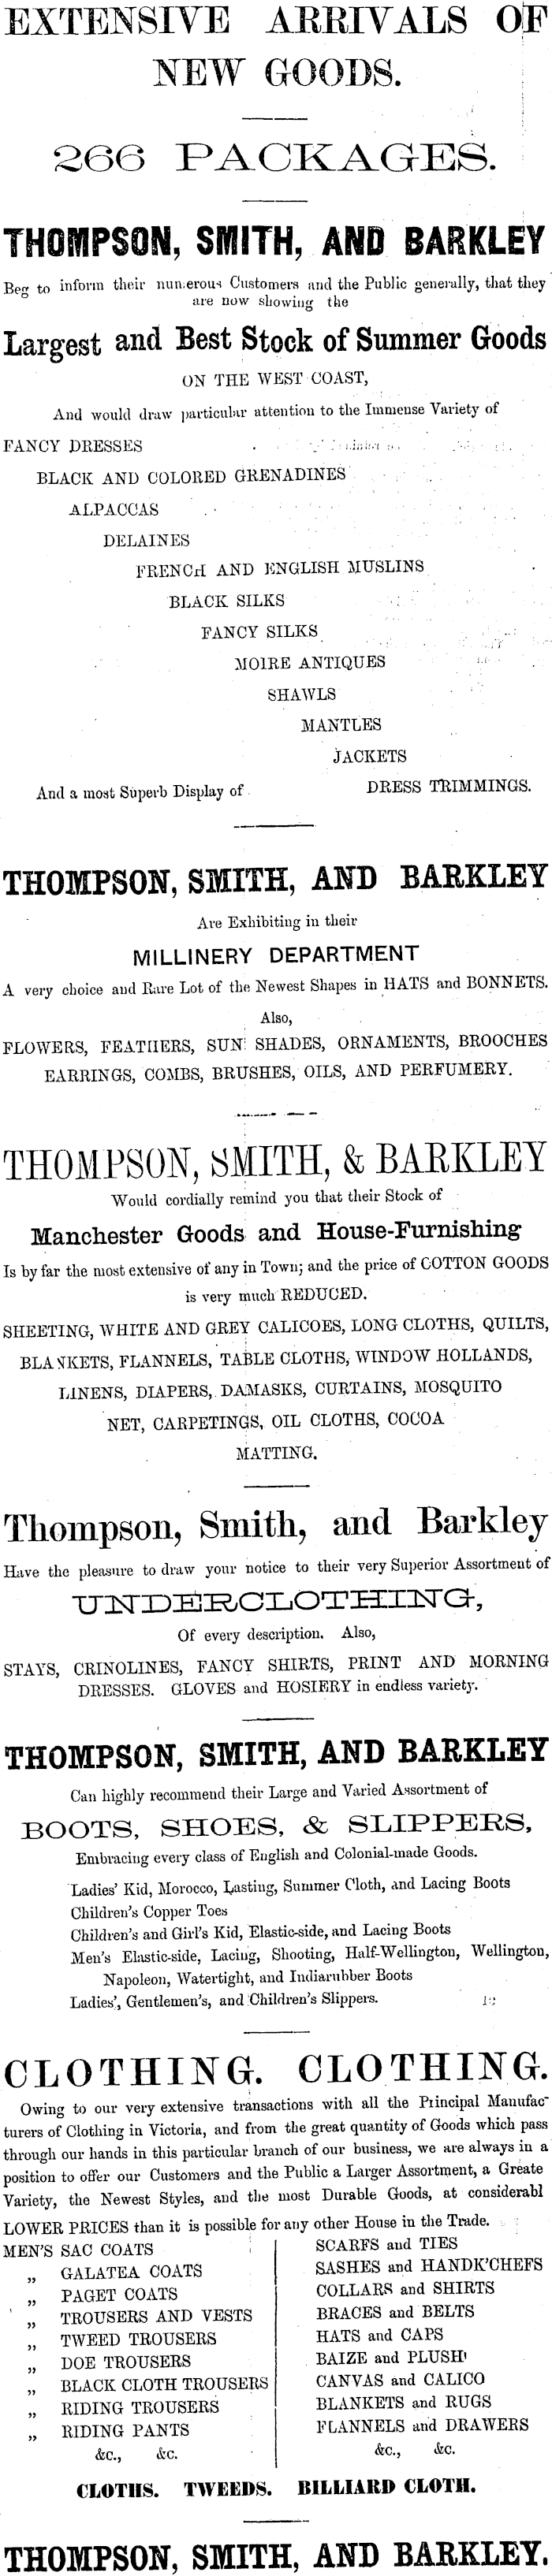 EXTENSIVE ARRIVALS OF
NEW GOODS.
266 PACKAGES.
THOMPSON, SMITH, AND BARKLEY
Beg to inform their numerous Customers and the Public generally, that they
are now showing the
Largest and Best Stock of Summer Goods
ON THE WEST COAST,
And would draw particular attention to the Immense Variety of
FANCY DRESSES
BLACK AND COLORED GRENADINES
ALPACCAS
DELAINES
FRENCH AND ENGLISH MUSLINS
BLACK SILKS
FANCY SILKS
MOIRE ANTIQUES
SHAWLS
MANTLES
JACKETS
And a most Superb Display of DRESS TRIMMINGS.
THOMPSON, SMITH, AND BARKLEY
Are Exhibiting in their
MILLINERY DEPARTMENT
A very choice and Rare Lot of the Newest Shapes in HATS and BONNETS.
Also,
FLOWERS, FEATHERS, SUN SHADES, ORNAMENTS, BROOCHES
EARRINGS, COMBS, BRUSHES, OILS, AND PERFUMERY.
THOMPSON, SMITH, & BARKLEY
Would cordially remind you that their Stock of
Manchester Goods and House-Furnishing
Is by far the most extensive of any in Town; and the price of COTTON GOODS
is very much REDUCED.
SHEETING, WHITE AND GREY CALICOES, LONG CLOTHS, QUILTS,
BLANKETS, FLANNELS, TABLE CLOTHS, WINDOW HOLLANDS,
LINENS, DIAPERS, DAMASKS, CURTAINS, MOSQUITO
NET, CARPETINGS, OIL CLOTHS, COCOA
MATTING.
Thompson, Smith, and Barkley
Have the pleasure to draw your notice to their very Superior Assortment of
UNDERCLOTHING,
Of every description. Also,
STAYS, CRINOLINES, FANCY SHIRTS, PRINT AND MORNING
DRESSES. GLOVES and HOSIERY in endless variety.
THOMPSON, SMITH, AND BARKLEY
Can highly recommend their Large and Varied Assortment of
BOOTS, SHOES, & SLIPPERS,
Embracing every class of English and Colonial-made Goods.
Ladies' Kid, Morocco, Lasting, Summer Cloth, and Lacing Boots
Children's Copper Toes
Children's and Girl's Kid, Elastic-side, and Lacing Boots
Men's Elastic-side, Lacing, Shooting, Half-Wellington, Wellington,
Napoleon, Watertight, and Indiarubber Boots
Ladies', Gentlemen's, and Children's Slippers.
CLOTHING. CLOTHING.
Owing to our very extensive transactions with all the Principal Manufac-
turers of Clothing in Victoria, and from the great quantity of Goods which pass
through our hands in this particular branch of our business, we are always in a
position to offer our Customers and the Public a Larger Assortment, a Greate
Variety, the Newest Styles, and the most Durable Goods, at considerabl
LOWER PRICES than it is possible for any other House in the Trade.
MEN'S SAC COATS
„ GALATEA COATS
„ PAGET COATS
„ TROUSERS AND VESTS
„ TWEED TROUSERS
„ DOE TROUSERS
„ BLACK CLOTH TROUSERS
„ RIDING TROUSERS
„ RIDING PANTS
&c., &c.
SCARFS and TIES
SASHES and HANDK'CHEFS
COLLARS and SHIRTS
BRACES and BELTS
HATS and CAPS
BAIZE and PLUSH
CANVAS and CALICO
BLANKETS and RUGS
FLANNELS and DRAWERS
&c., &c.
CLOTHS. TWEEDS. BILLIARD CLOTH.
THOMPSON, SMITH, AND BARKLEY.